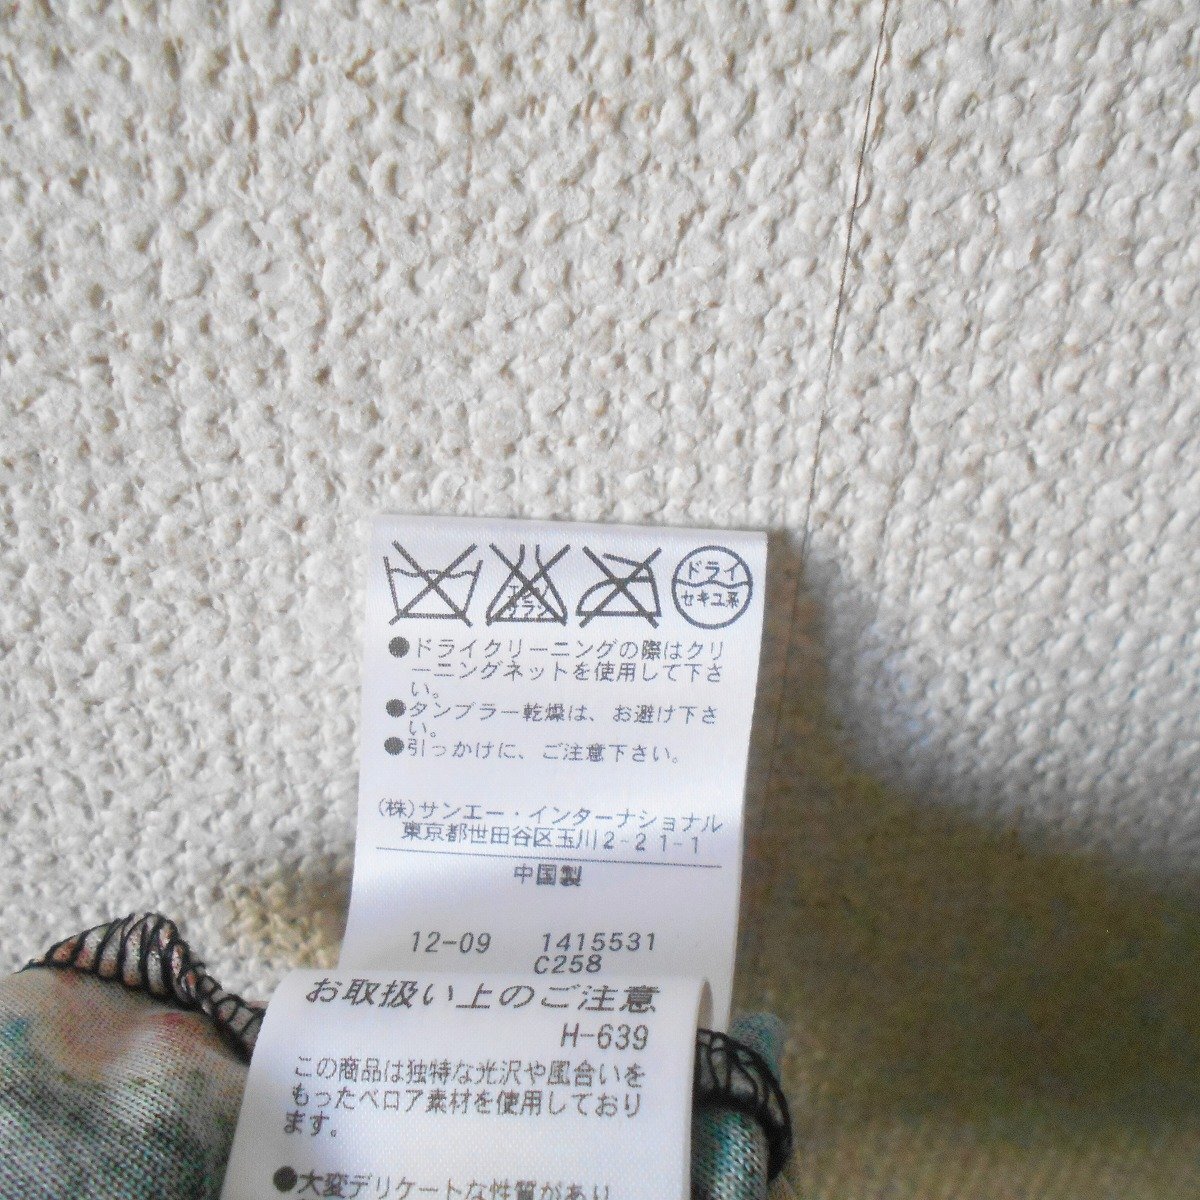 エンソ
サラシ
ドライ
セキユ系
●ドライクリーニングの際はクリ
ーニングネットを使用して下さ
い。
●タンブラー乾燥は、お避け下さ
い。
●引っかけに、ご注意下さい。
(株)サンエー・インターナショナル
東京都世田谷区玉川2-21-1
中国製
12-09 1415531
C258
お取扱い上のご注意
H-639
この商品は独特な光沢や風合いを
もったベロア素材を使用しており
ます。
●大変デリケートな性質があり